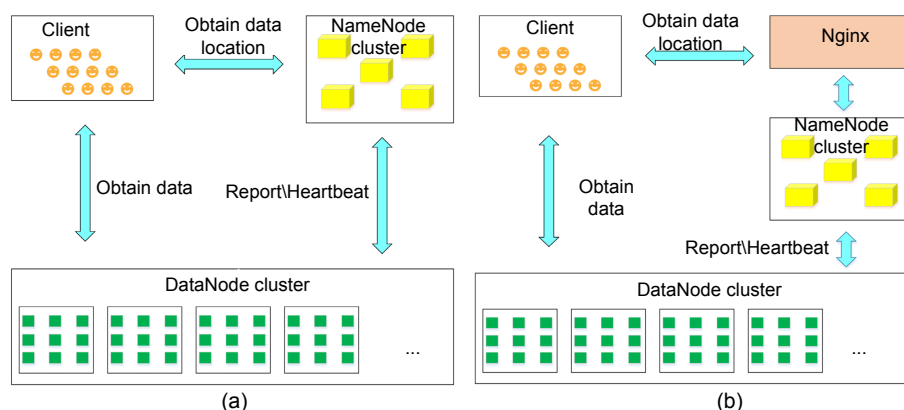 Client
Obtain data
location
NameNode
cluster
Obtain data
Report\Heartbeat
DataNode cluster
...
(a)
Client
Obtain data
location
Nginx
NameNode
cluster
Obtain
data
Report\Heartbeat
DataNode cluster
...
(b)